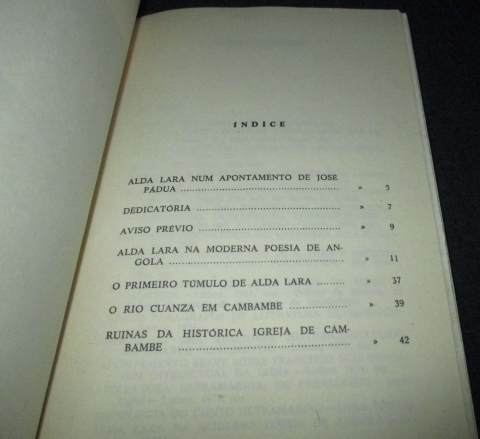 ÍNDICE
ALDA LARA NUM APONTAMENTO DE JOSE
PADUA .......................................... » 5
DEDICATÓRIA .......................................... » 7
AVISO PRÉVIO .......................................... » 9
ALDA LARA NA MODERNA POESIA DE AN-
GOLA .......................................... » 11
O PRIMEIRO TÚMULO DE ALDA LARA ......... » 37
O RIO CUANZA EM CAMBAMBE ............... » 39
RUINAS DA HISTÓRICA IGREJA DE CAM-
BAMBE .......................................... » 42